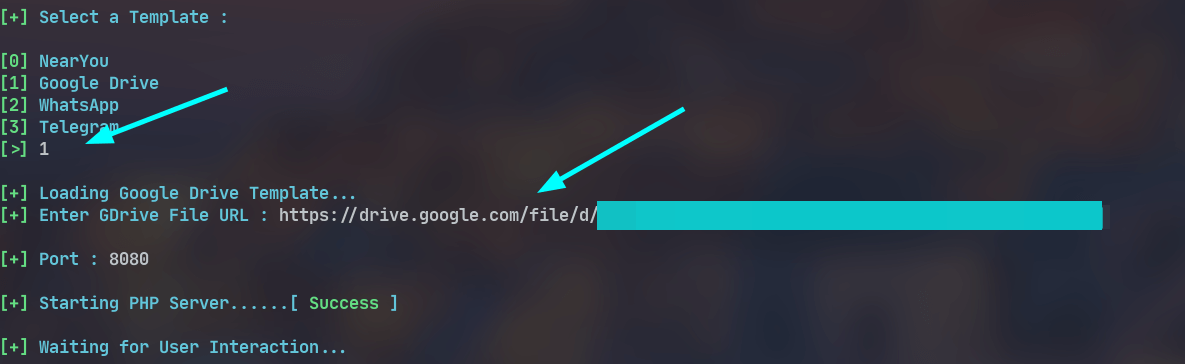 [+] Select a Template :
[0] NearYou
[1] Google Drive
[2] WhatsApp
[3] Telegram
[>] 1
[+] Loading Google Drive Template...
[+] Enter GDrive File URL : https://drive.google.com/file/d/
[+] Port : 8080
[+] Starting PHP Server......[ Success ]
[+] Waiting for User Interaction...